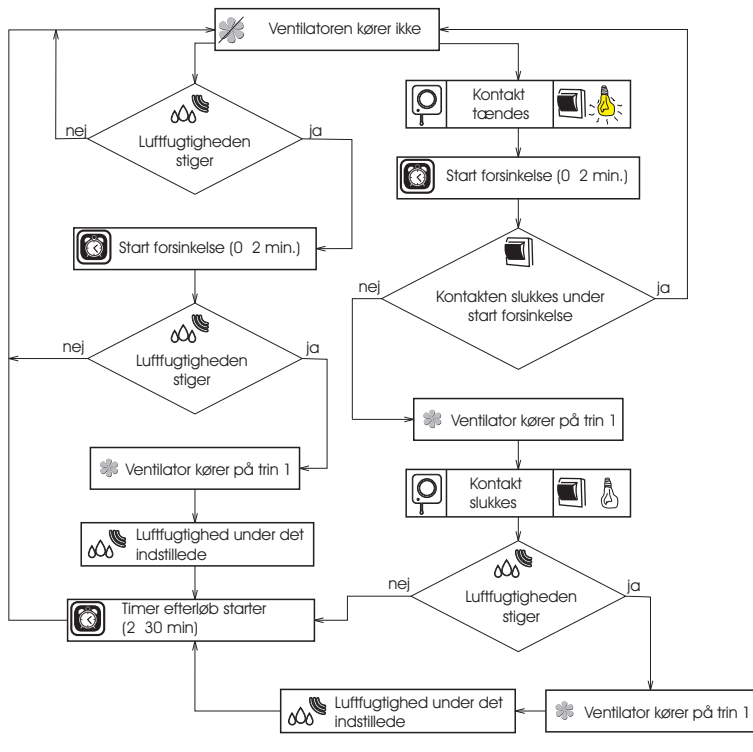 Ventilatoren kører ikke
Luftfugtigheden
stiger
nej
ja
Kontakt
tændes
Start forsinkelse (0 2 min.)
Start forsinkelse (0 2 min.)
Kontakten slukkes under
start forsinkelse
nej
ja
Luftfugtigheden
stiger
nej
ja
Ventilator kører på trin 1
Ventilator kører på trin 1
Kontakt
slukkes
Luftfugtighed under det
indstillede
Luftfugtigheden
stiger
nej
ja
Timer efterløb starter
(2 30 min)
Luftfugtighed under det
indstillede
Ventilator kører på trin 1